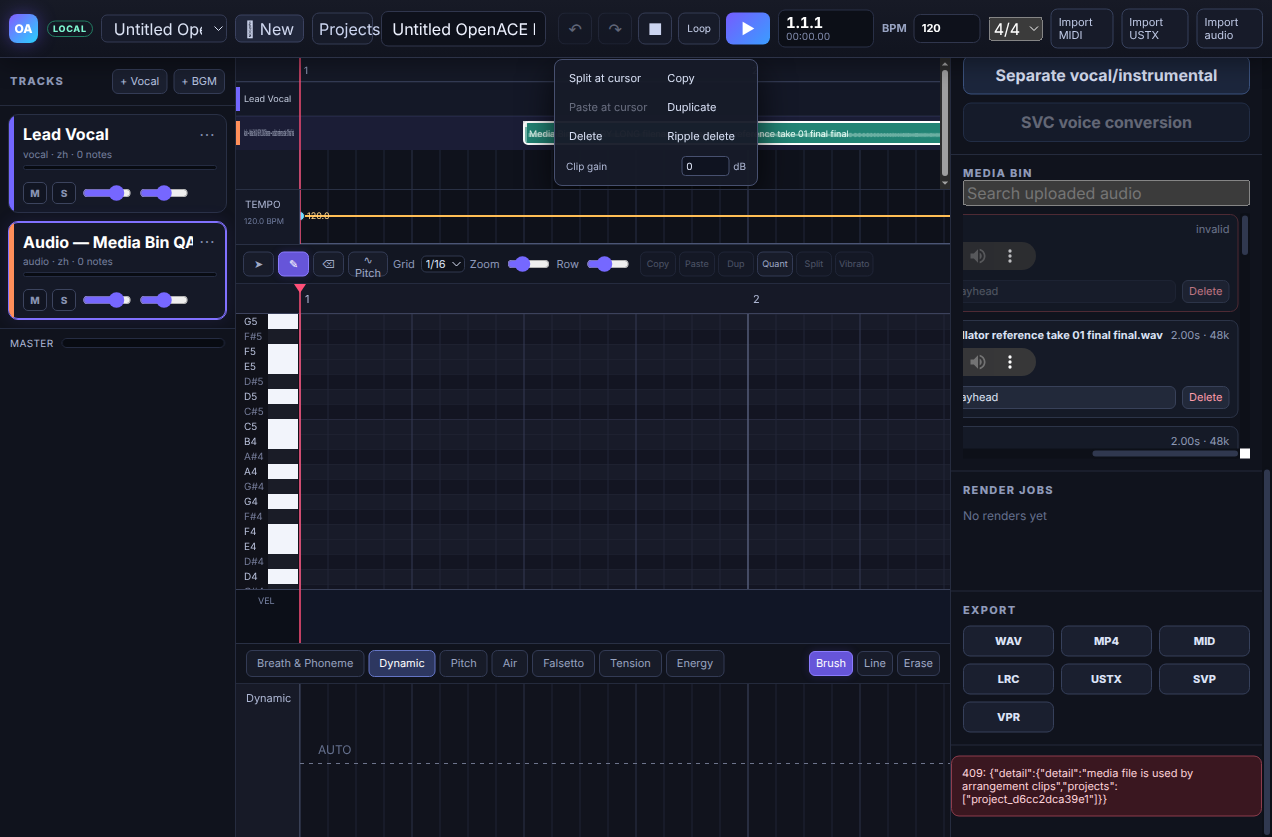 OA
LOCAL
Untitled Ope
New
Projects
Untitled OpenACE
Loop
1.1.1
00:00.00
BPM
120
4/4
Import
MIDI
Import
USTX
Import
audio
TRACKS
+ Vocal
+ BGM
Lead Vocal
vocal · zh · 0 notes
M
S
Audio — Media Bin QA
audio · zh · 0 notes
M
S
MASTER
1
Lead Vocal
Media
ce take 01 final final
Split at cursor
Copy
Paste at cursor
Duplicate
Delete
Ripple delete
Clip gain
0
dB
TEMPO
120.0 BPM
120.0
Pitch
Grid
1/16
Zoom
Row
Copy
Paste
Dup
Quant
Split
Vibrato
1
2
G5
F#5
F5
E5
D#5
D5
C#5
C5
B4
A#4
A4
G#4
G4
F#4
F4
E4
D#4
D4
VEL
Breath & Phoneme
Dynamic
Pitch
Air
Falsetto
Tension
Energy
Brush
Line
Erase
Dynamic
AUTO
Separate vocal/instrumental
SVC voice conversion
MEDIA BIN
Search uploaded audio
invalid
ayhead
Delete
llator reference take 01 final final.wav
2.00s · 48k
ayhead
Delete
2.00s · 48k
RENDER JOBS
No renders yet
EXPORT
WAV
MP4
MID
LRC
USTX
SVP
VPR
409: {"detail":{"detail":"media file is used by
arrangement clips","projects":
["project_d6cc2dca39e1"]}}